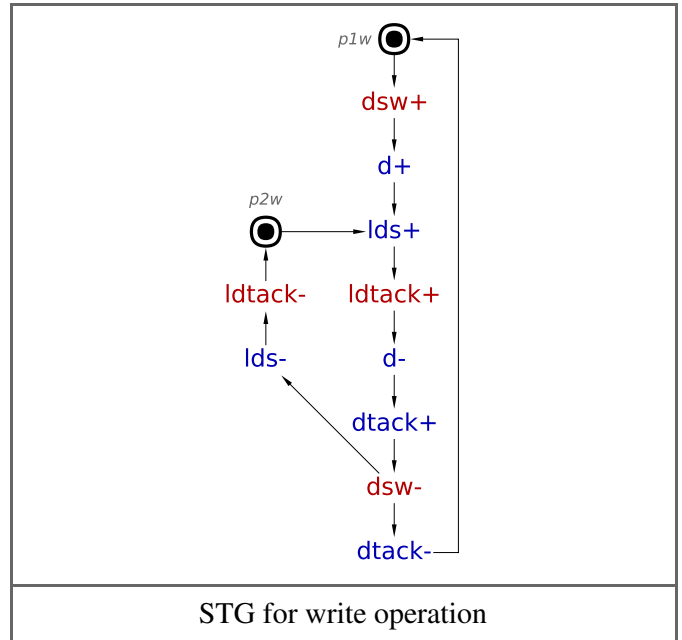 p1w
dsw+
d+
p2w
lds+
ldtack- ldtack+
lds- d-
dtack+
dsw-
dtack-
STG for write operation